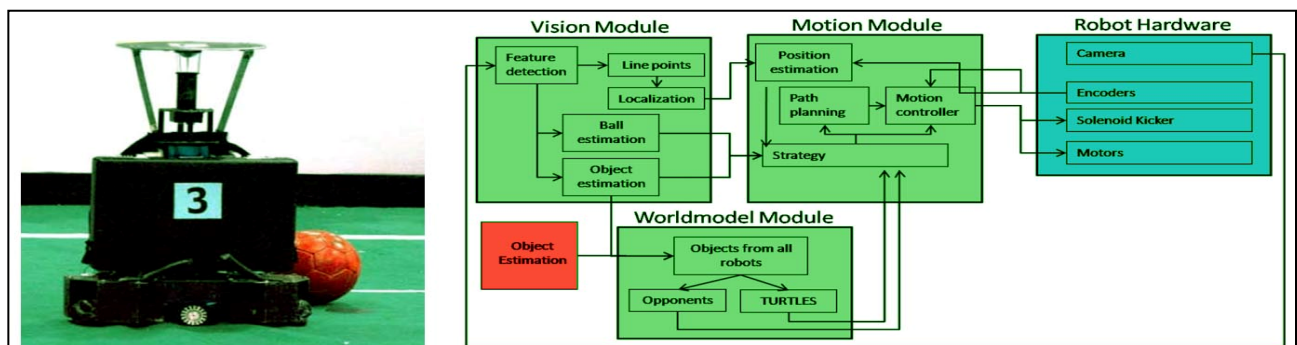 3
Vision Module
Feature
detection
Line points
Localization
Ball
estimation
Object
estimation
Motion Module
Position
estimation
Path
planning
Motion
controller
Strategy
Robot Hardware
Camera
Encoders
Solenoid Kicker
Motors
Object
Estimation
Worldmodel Module
Objects from all
robots
Opponents
TURTLES